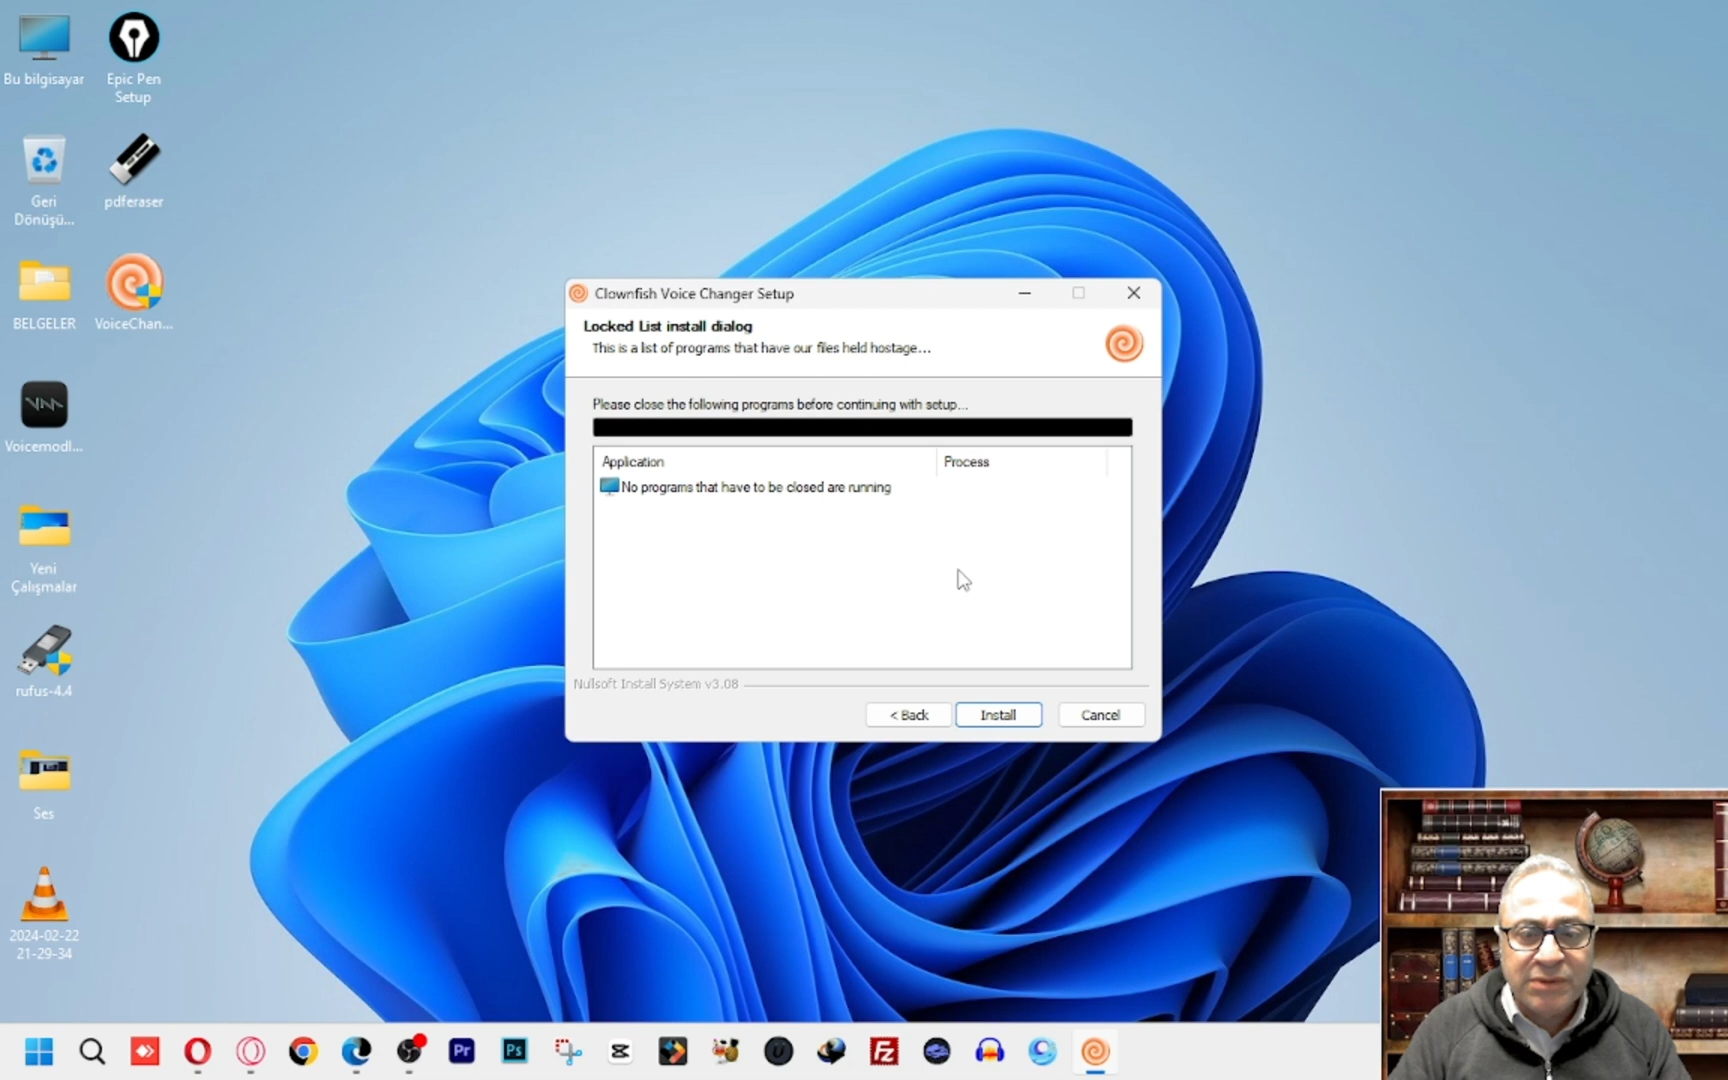 Bu bilgisayar
Epic Pen
Setup
Geri
Dönüşü...
pdferaser
BELGELER
VoiceChan...
Voicemodl...
Yeni
Çalışmalar
rufus-4.4
Ses
2024-02-22
21-29-34
Clownfish Voice Changer Setup
Locked List install dialog
This is a list of programs that have our files held hostage...
Please close the following programs before continuing with setup...
Application Process
No programs that have to be closed are running
Nullsoft Install System v3.08
< Back Install Cancel
Pr
Ps
Fz